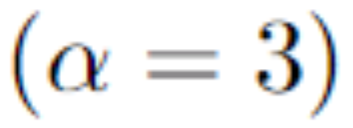 (α = 3)